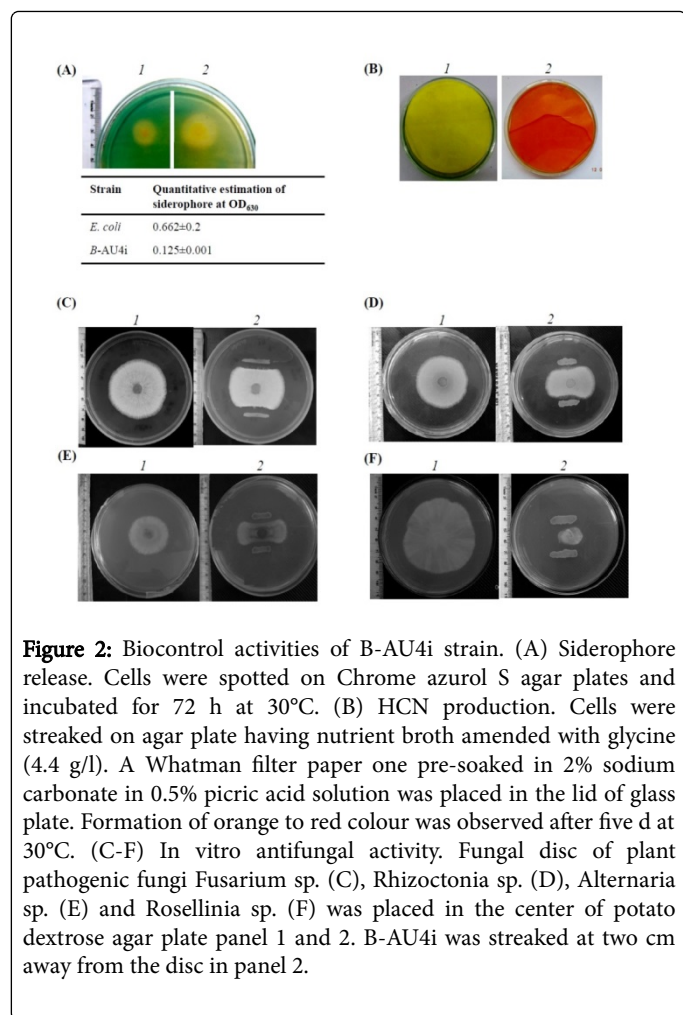 (A)
1
2
(B)
1
2
Strain Quantitative estimation of
siderophore at OD630
E. coli 0.662±0.2
B-AU4i 0.125±0.001
(C)
1
2
(D)
1
2
(E)
1
2
(F)
1
2
Figure 2: Biocontrol activities of B-AU4i strain. (A) Siderophore
release. Cells were spotted on Chrome azurol S agar plates and
incubated for 72 h at 30°C. (B) HCN production. Cells were
streaked on agar plate having nutrient broth amended with glycine
(4.4 g/l). A Whatman filter paper one pre-soaked in 2% sodium
carbonate in 0.5% picric acid solution was placed in the lid of glass
plate. Formation of orange to red colour was observed after five d at
30°C. (C-F) In vitro antifungal activity. Fungal disc of plant
pathogenic fungi Fusarium sp. (C), Rhizoctonia sp. (D), Alternaria
sp. (E) and Rosellinia sp. (F) was placed in the center of potato
dextrose agar plate panel 1 and 2. B-AU4i was streaked at two cm
away from the disc in panel 2.